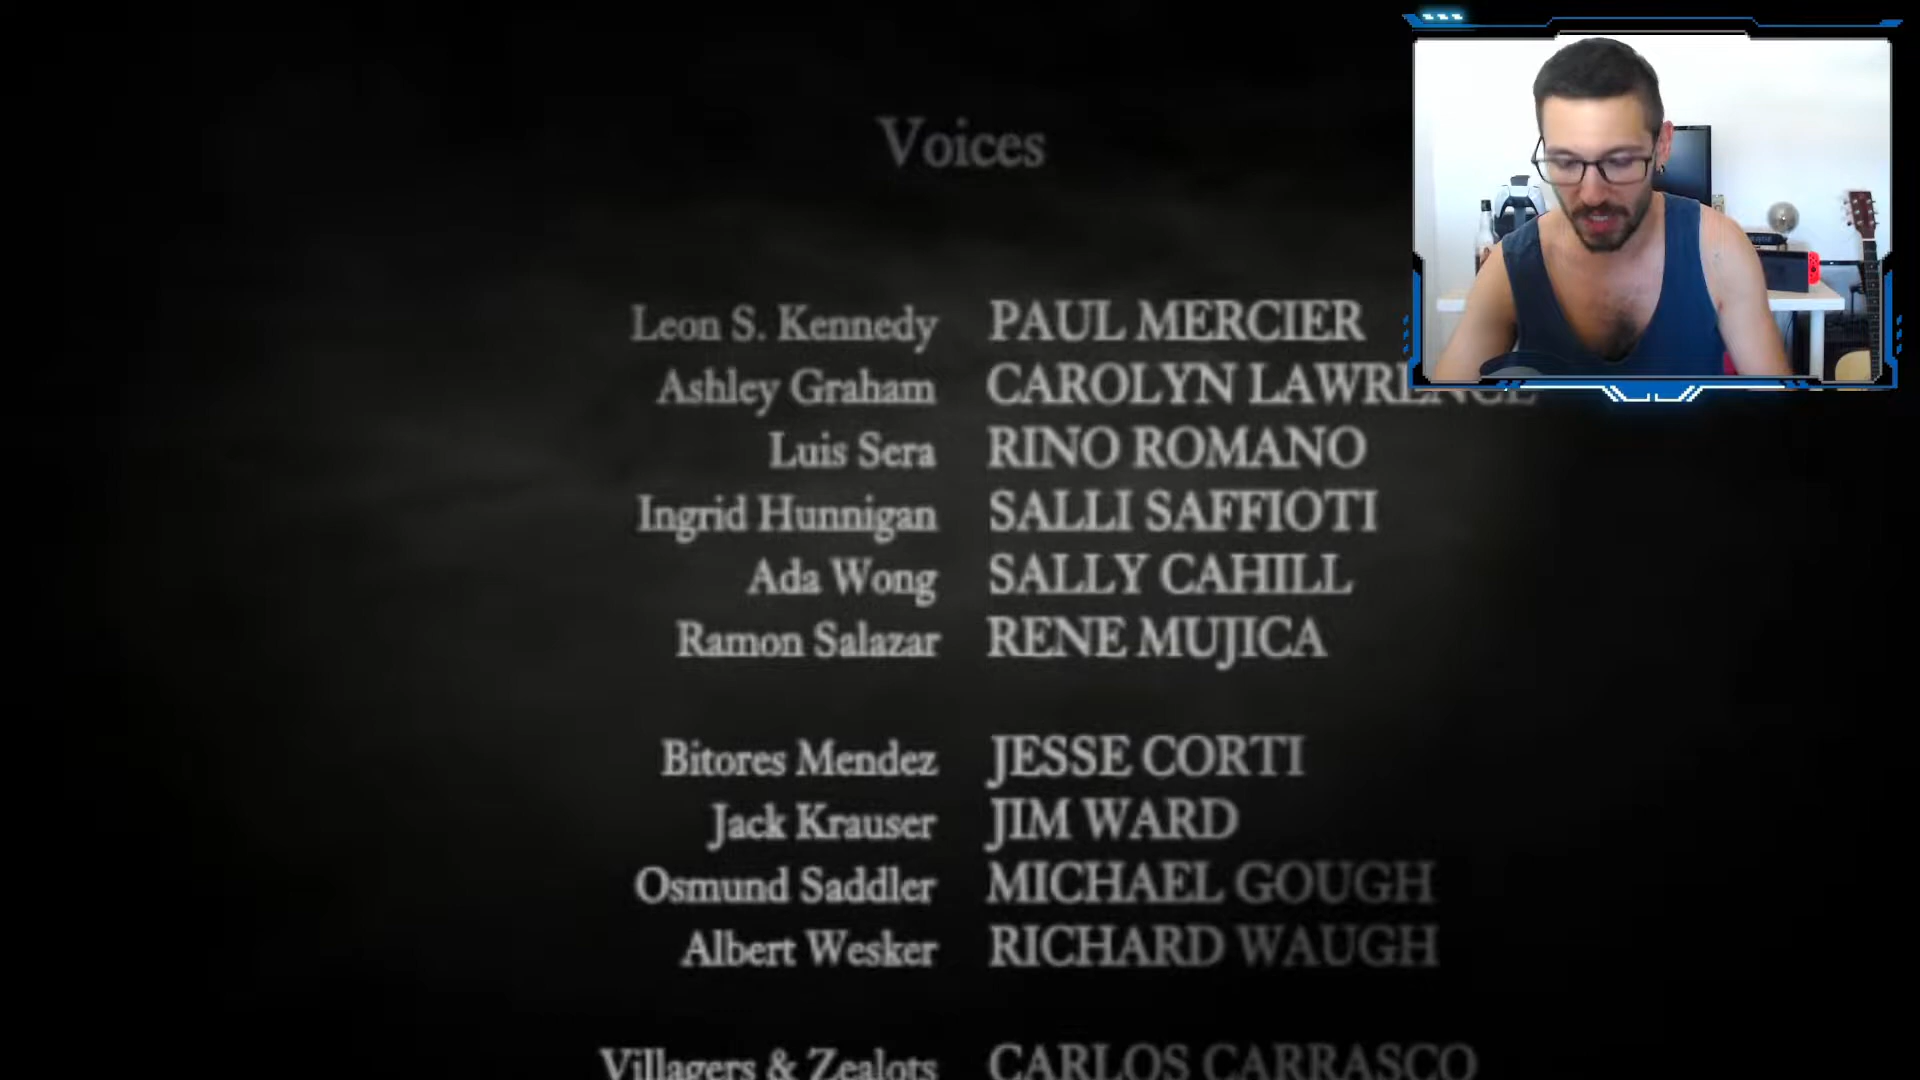 Voices
Leon S. Kennedy PAUL MERCIER
Ashley Graham CAROLYN LAWRENCE
Luis Sera RINO ROMANO
Ingrid Hunnigan SALLI SAFFIOTI
Ada Wong SALLY CAHILL
Ramon Salazar RENE MUJICA
Bitores Mendez JESSE CORTI
Jack Krauser JIM WARD
Osmund Saddler MICHAEL GOUGH
Albert Wesker RICHARD WAUGH
Villagers & Zealots CARLOS CARRASCO